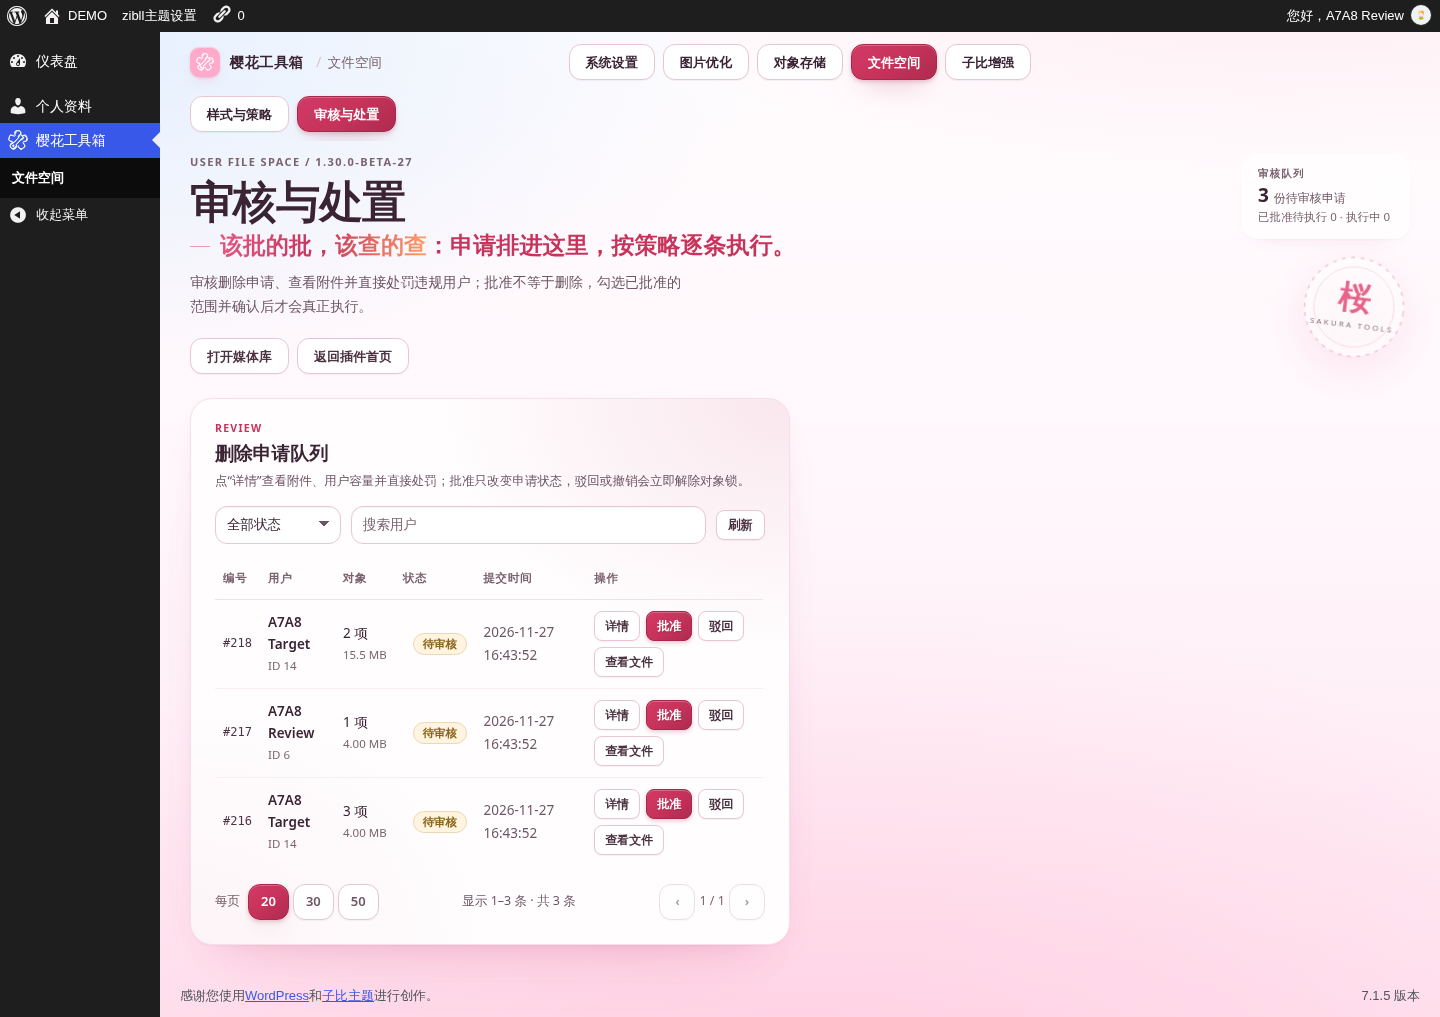 DEMO zibll主题设置 0 您好，A7A8 Review
仪表盘
个人资料
樱花工具箱
文件空间
收起菜单
樱花工具箱 / 文件空间
系统设置 图片优化 对象存储 文件空间 子比增强
样式与策略 审核与处置
USER FILE SPACE / 1.30.0-BETA-27
审核与处置
— 该批的批，该查的查：申请排进这里，按策略逐条执行。
审核删除申请、查看附件并直接处罚违规用户；批准不等于删除，勾选已批准的
范围并确认后才会真正执行。
打开媒体库 返回插件首页
审核队列
3 份待审核申请
已批准待执行 0 · 执行中 0
桜
SAKURA TOOLS
REVIEW
删除申请队列
点“详情”查看附件、用户容量并直接处罚；批准只改变申请状态，驳回或撤销会立即解除对象锁。
全部状态 搜索用户 刷新
编号 用户 对象 状态 提交时间 操作
#218 A7A8 Target ID 14 2 项 15.5 MB 待审核 2026-11-27 16:43:52 详情 批准 驳回 查看文件
#217 A7A8 Review ID 6 1 项 4.00 MB 待审核 2026-11-27 16:43:52 详情 批准 驳回 查看文件
#216 A7A8 Target ID 14 3 项 4.00 MB 待审核 2026-11-27 16:43:52 详情 批准 驳回 查看文件
每页 20 30 50 显示 1–3 条 · 共 3 条 ‹ 1 / 1 ›
感谢您使用WordPress和子比主题进行创作。 7.1.5 版本